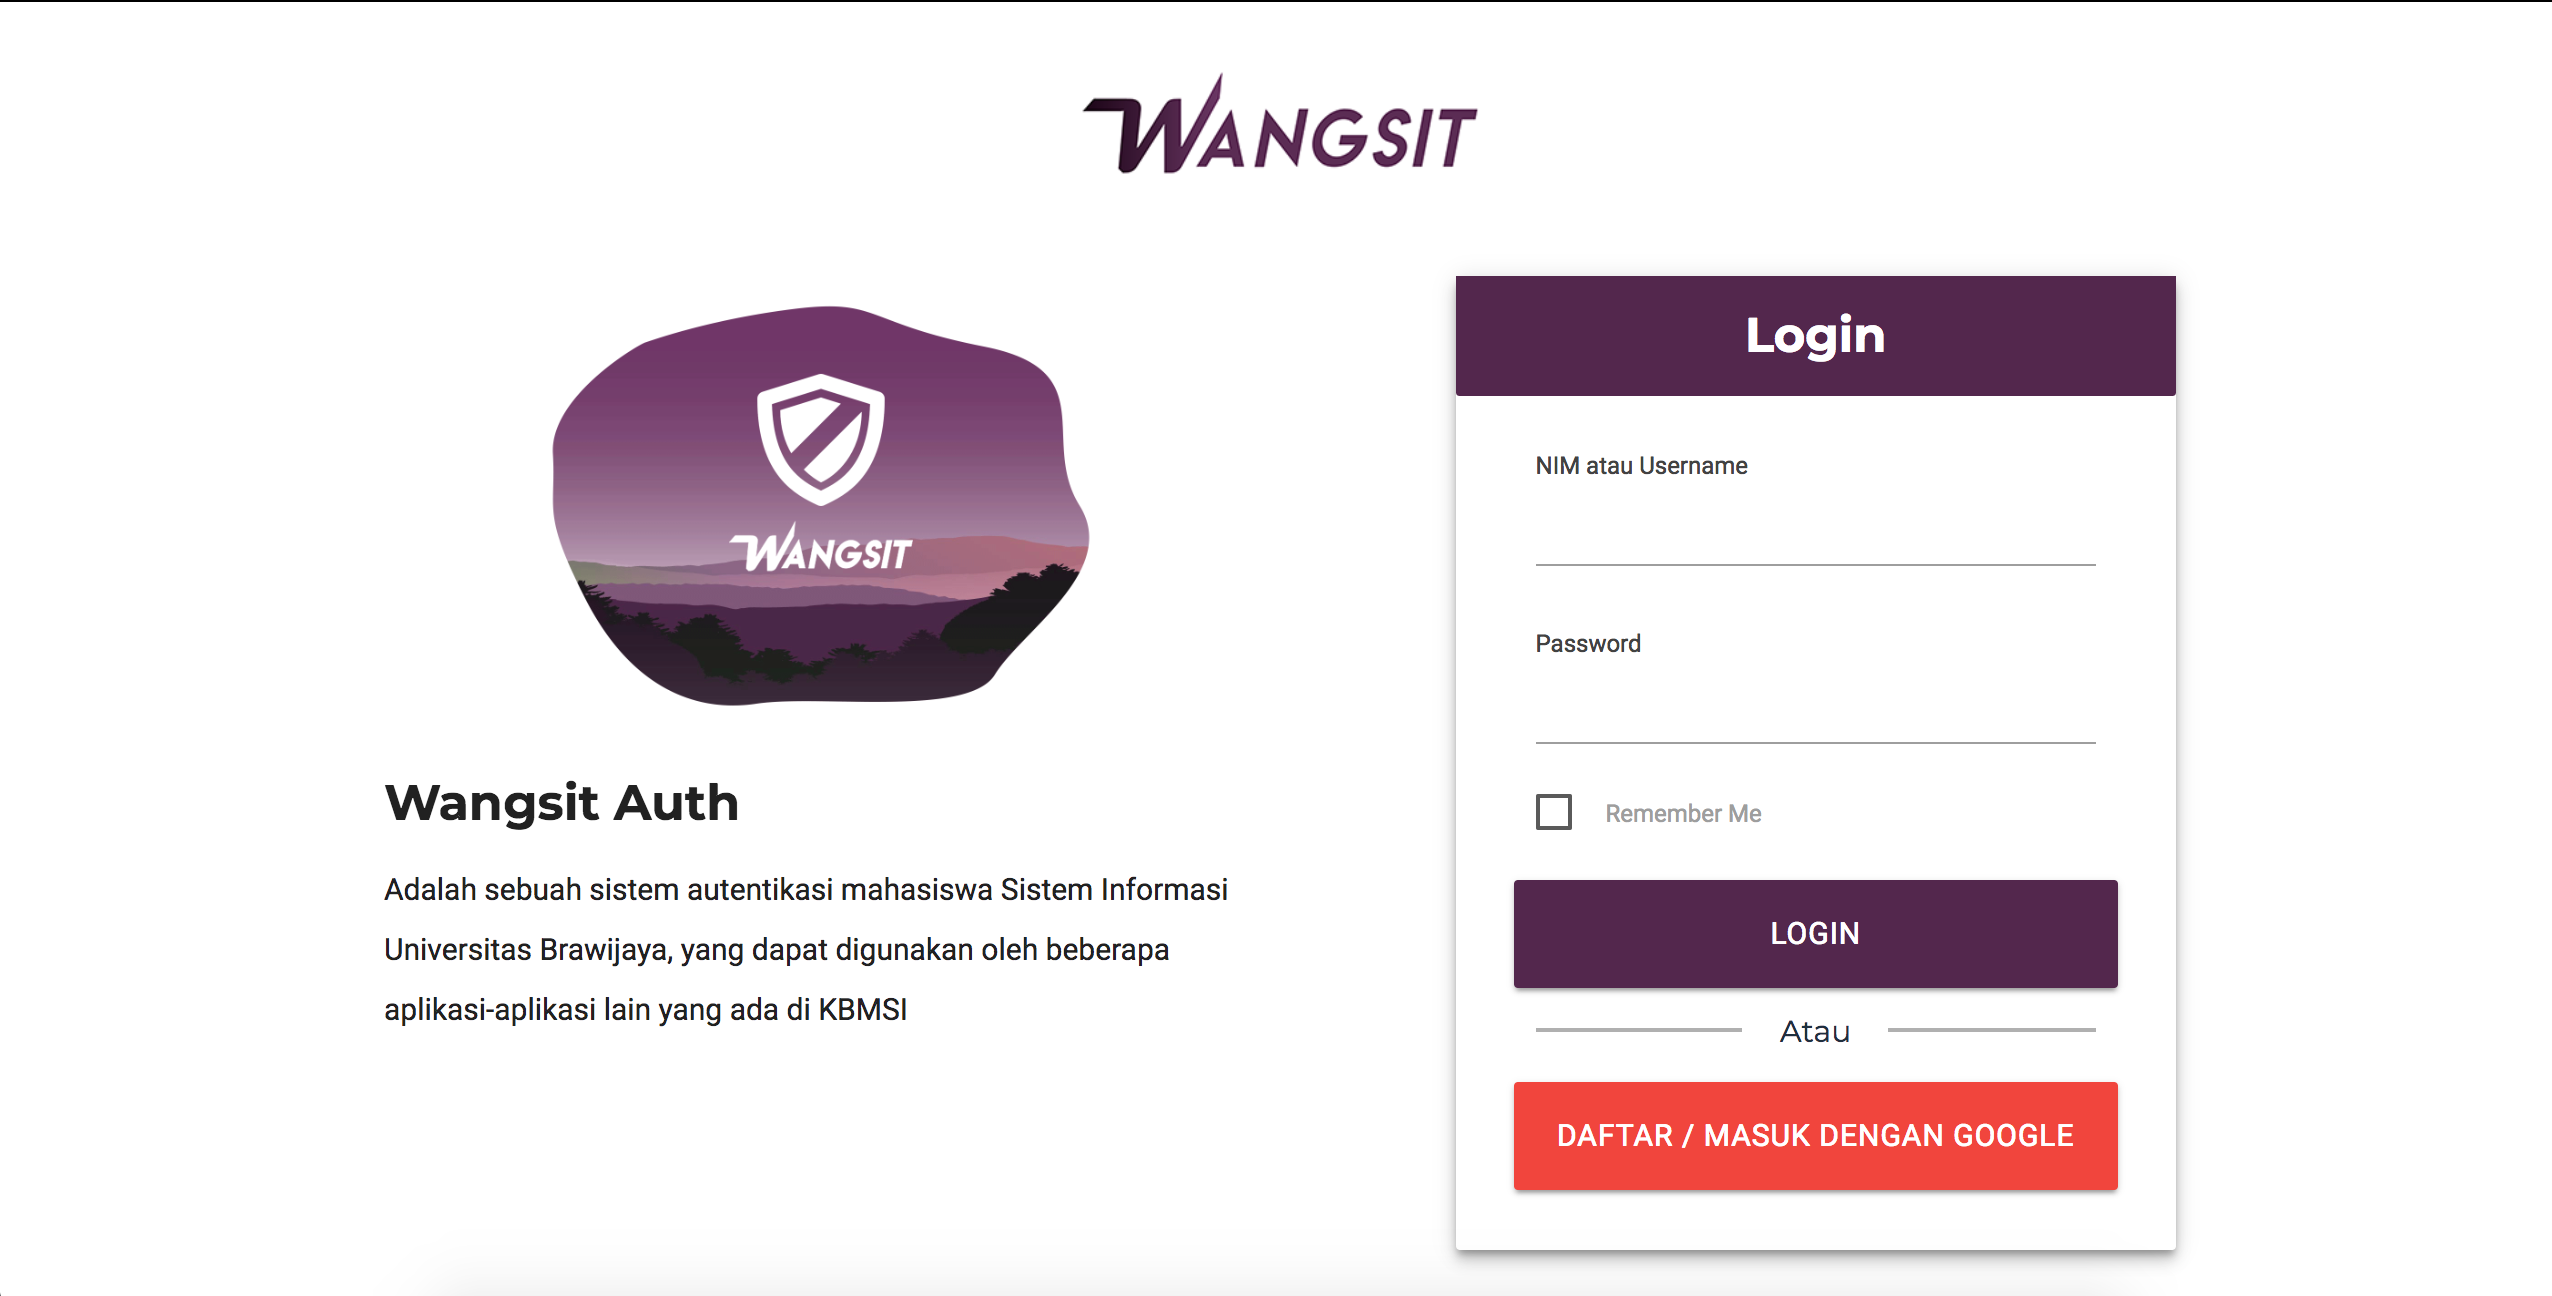 WANGSIT
WANGSIT
Wangsit Auth
Adalah sebuah sistem autentikasi mahasiswa Sistem Informasi
Universitas Brawijaya, yang dapat digunakan oleh beberapa
aplikasi-aplikasi lain yang ada di KBMSI
Login
NIM atau Username
Password
Remember Me
LOGIN
Atau
DAFTAR / MASUK DENGAN GOOGLE